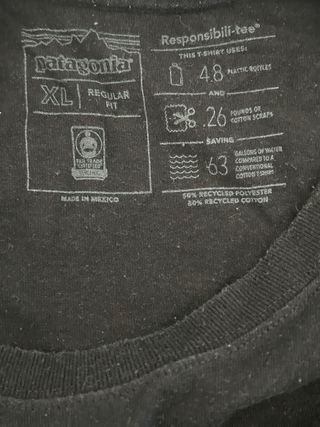 patagonia
XL
REGULAR
FIT
FAIR TRADE
CERTIFIED
MADE IN MEXICO
Responsibili-tee®
THIS T-SHIRT USES:
4.8 PLASTIC BOTTLES
AND
.26 POUNDS OF
COTTON SCRAPS
SAVING
63 GALLONS OF WATER
COMPARED TO A
CONVENTIONAL
COTTON T-SHIRT
50% RECYCLED POLYESTER
50% RECYCLED COTTON